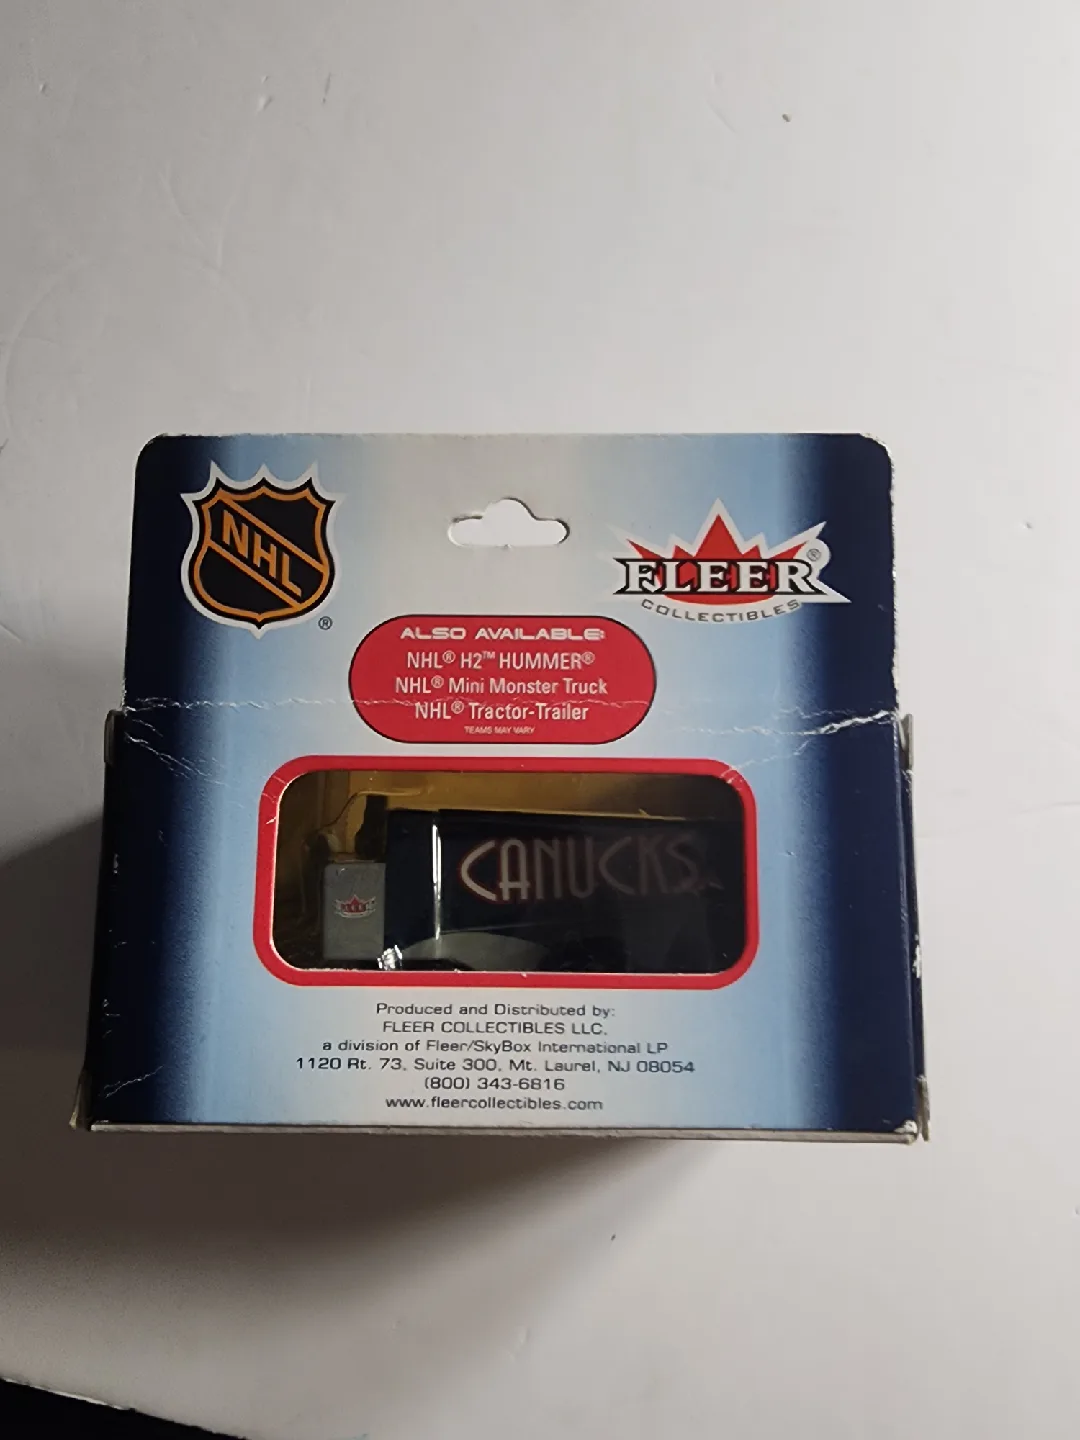 NHL
®
FLEER®
COLLECTIBLES
ALSO AVAILABLE:
NHL® H2™ HUMMER®
NHL® Mini Monster Truck
NHL® Tractor-Trailer
TEAMS MAY VARY
CANUCKS
FLEER
Produced and Distributed by:
FLEER COLLECTIBLES LLC.
a division of Fleer/SkyBox International LP
1120 Rt. 73, Suite 300, Mt. Laurel, NJ 08054
(800) 343-6816
www.fleercollectibles.com